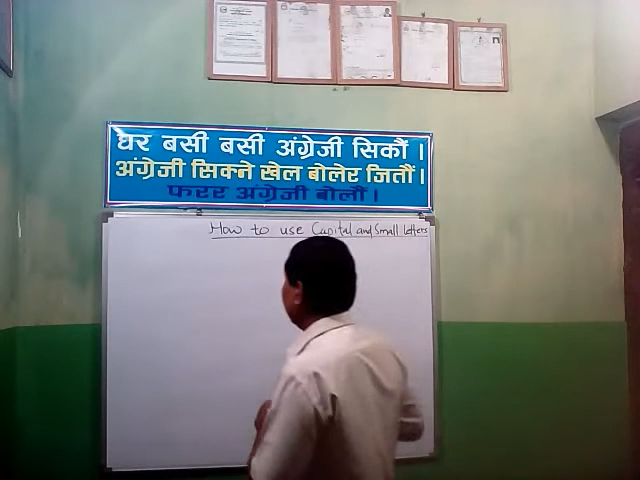 घर बसी बसी अंग्रेजी सिकौं ।
अंग्रेजी सिक्ने खेल बोलेर जितौं ।
फरर अंग्रेजी बोलौं ।
How to use Capital and Small letters